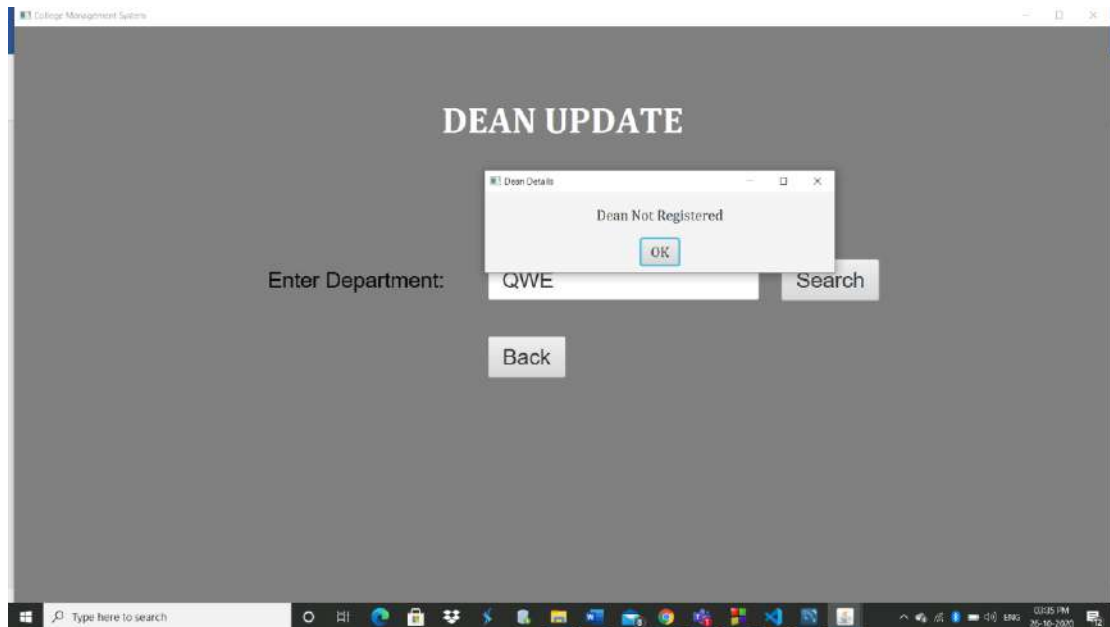 College Management System
DEAN UPDATE
Dean Details
Dean Not Registered
OK
Enter Department:
QWE
Search
Back
Type here to search
ENG
03:35 PM
26-10-2020